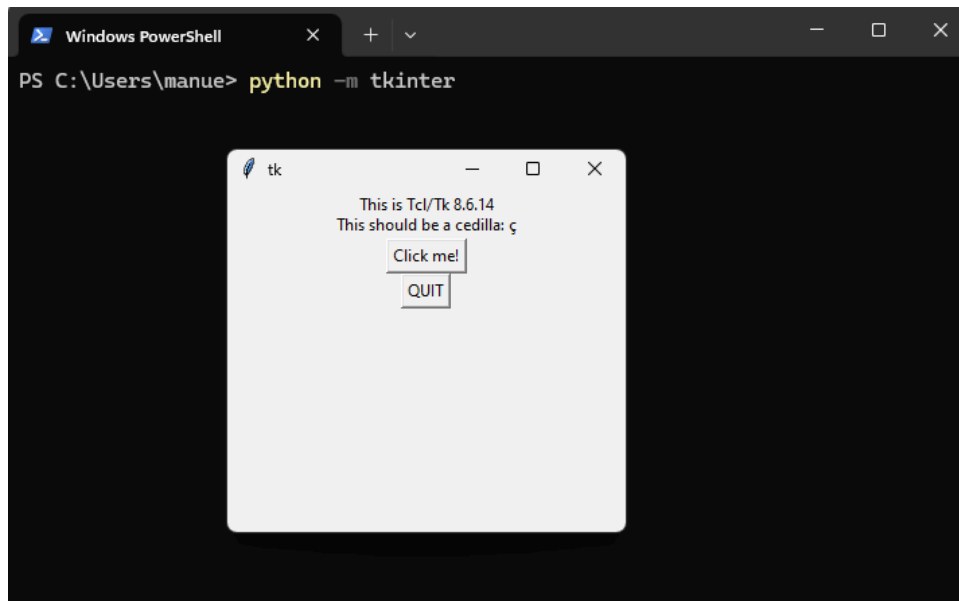 Windows PowerShell
PS C:\Users\manue> python -m tkinter
tk
This is Tcl/Tk 8.6.14
This should be a cedilla: ç
Click me!
QUIT